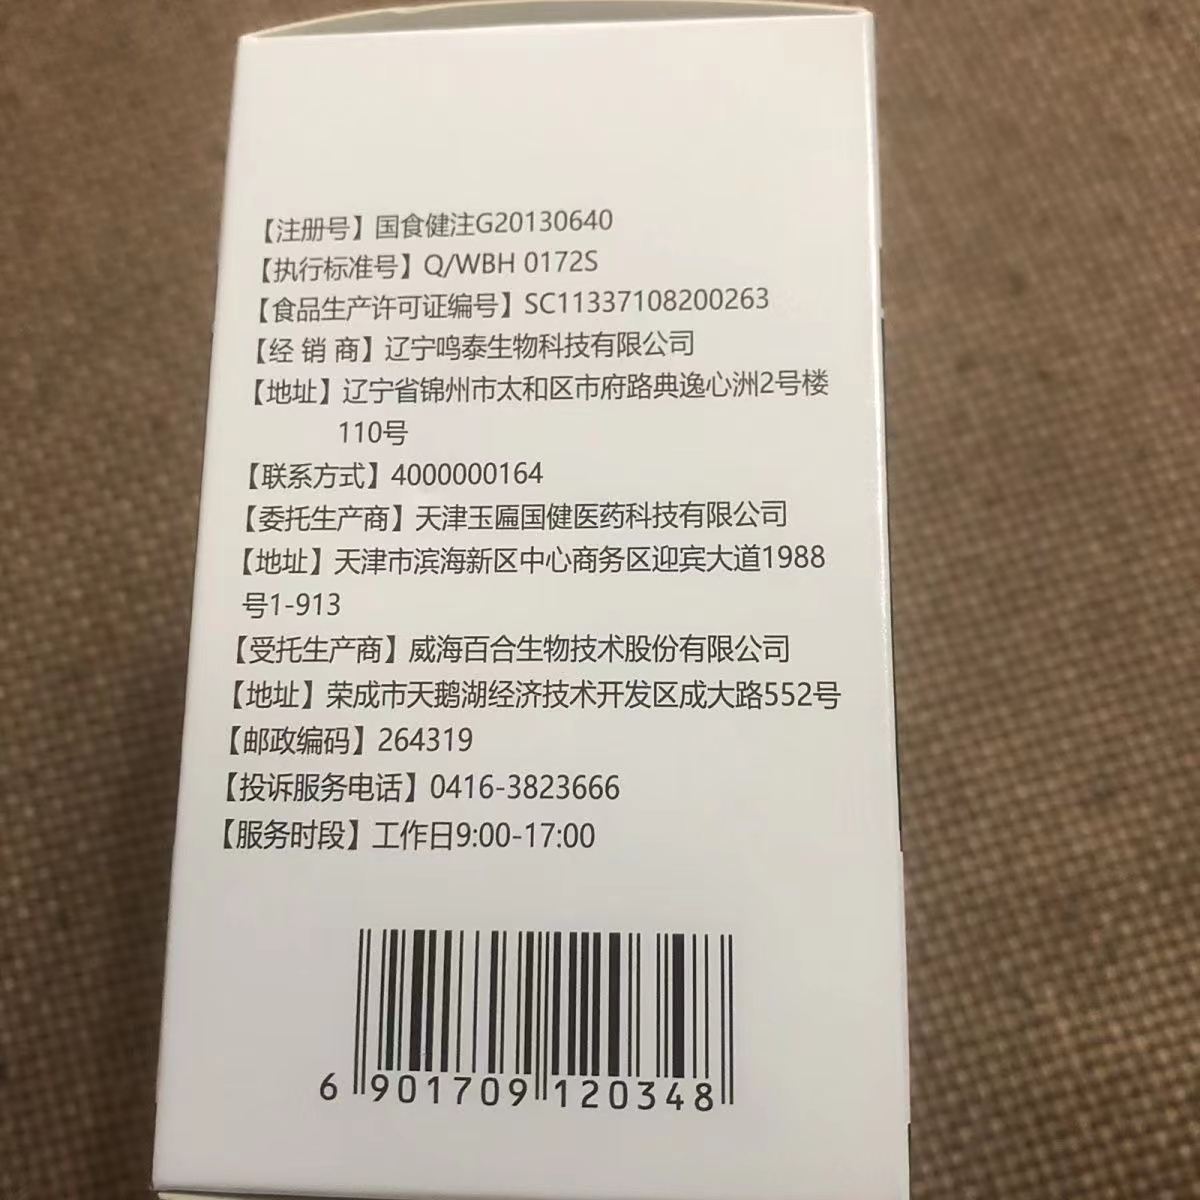 【注册号】国食健注G20130640
【执行标准号】Q/WBH 0172S
【食品生产许可证编号】SC11337108200263
【经 销 商】辽宁鸣泰生物科技有限公司
【地址】辽宁省锦州市太和区市府路典逸心洲2号楼
110号
【联系方式】4000000164
【委托生产商】天津玉匾国健医药科技有限公司
【地址】天津市滨海新区中心商务区迎宾大道1988
号1-913
【受托生产商】威海百合生物技术股份有限公司
【地址】荣成市天鹅湖经济技术开发区成大路552号
【邮政编码】264319
【投诉服务电话】0416-3823666
【服务时段】工作日9:00-17:00
6 901709 120348